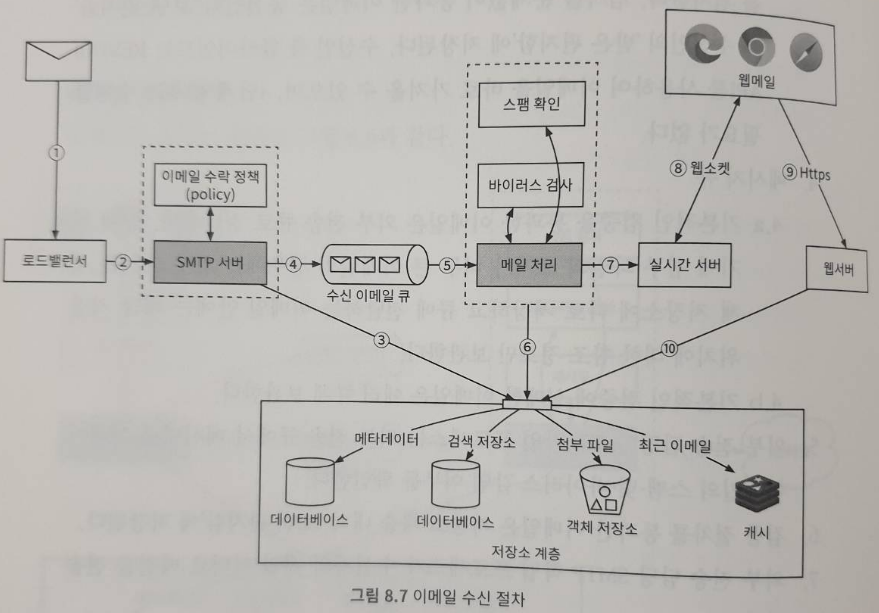 ①
웹메일
스팸 확인
⑧ 웹소켓
⑨ Https
이메일 수락 정책
(policy)
바이러스 검사
로드밸런서
②
SMTP 서버
④
⑤
메일 처리
⑦
실시간 서버
웹서버
수신 이메일 큐
③
⑥
⑩
메타데이터
검색 저장소
첨부 파일
최근 이메일
데이터베이스
데이터베이스
객체 저장소
캐시
저장소 계층
그림 8.7 이메일 수신 절차